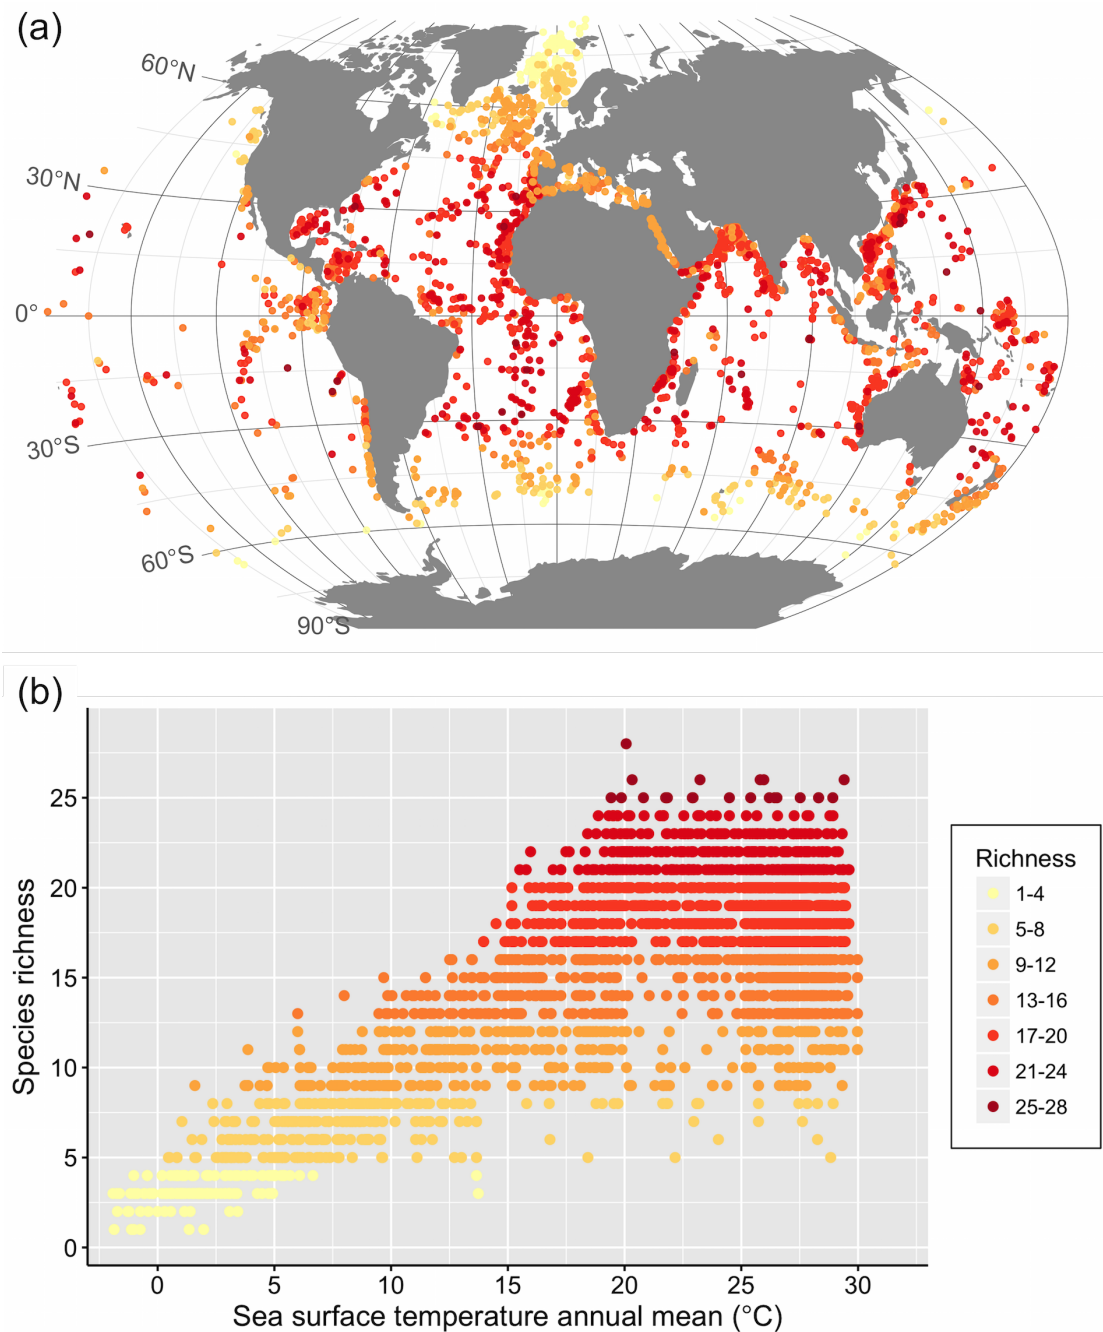 (a)
60°N
30°N
0°
30°S
60°S
90°S
(b)
Species richness
25
20
15
10
5
0
0 5 10 15 20 25 30
Sea surface temperature annual mean (°C)
Richness
1-4
5-8
9-12
13-16
17-20
21-24
25-28